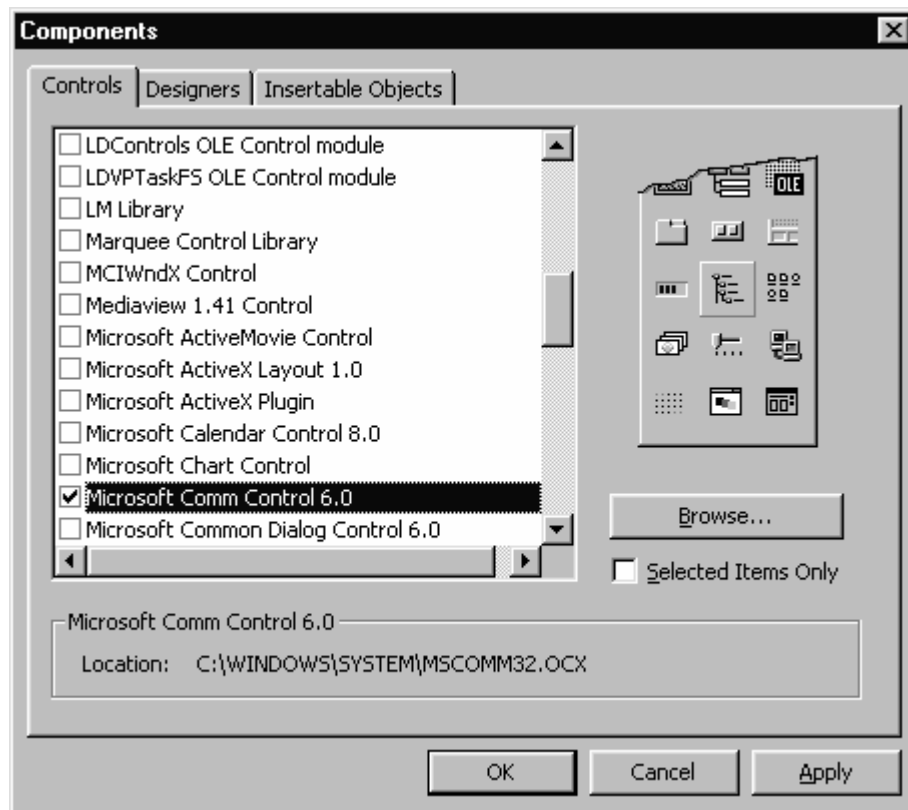 Components
Controls Designers Insertable Objects
LDControls OLE Control module
LDVPTaskFS OLE Control module
LM Library
Marquee Control Library
MCIWndX Control
Mediaview 1.41 Control
Microsoft ActiveMovie Control
Microsoft ActiveX Layout 1.0
Microsoft ActiveX Plugin
Microsoft Calendar Control 8.0
Microsoft Chart Control
Microsoft Comm Control 6.0
Microsoft Common Dialog Control 6.0
OLE
Browse...
Selected Items Only
Microsoft Comm Control 6.0
Location: C:\WINDOWS\SYSTEM\MSCOMM32.OCX
OK Cancel Apply